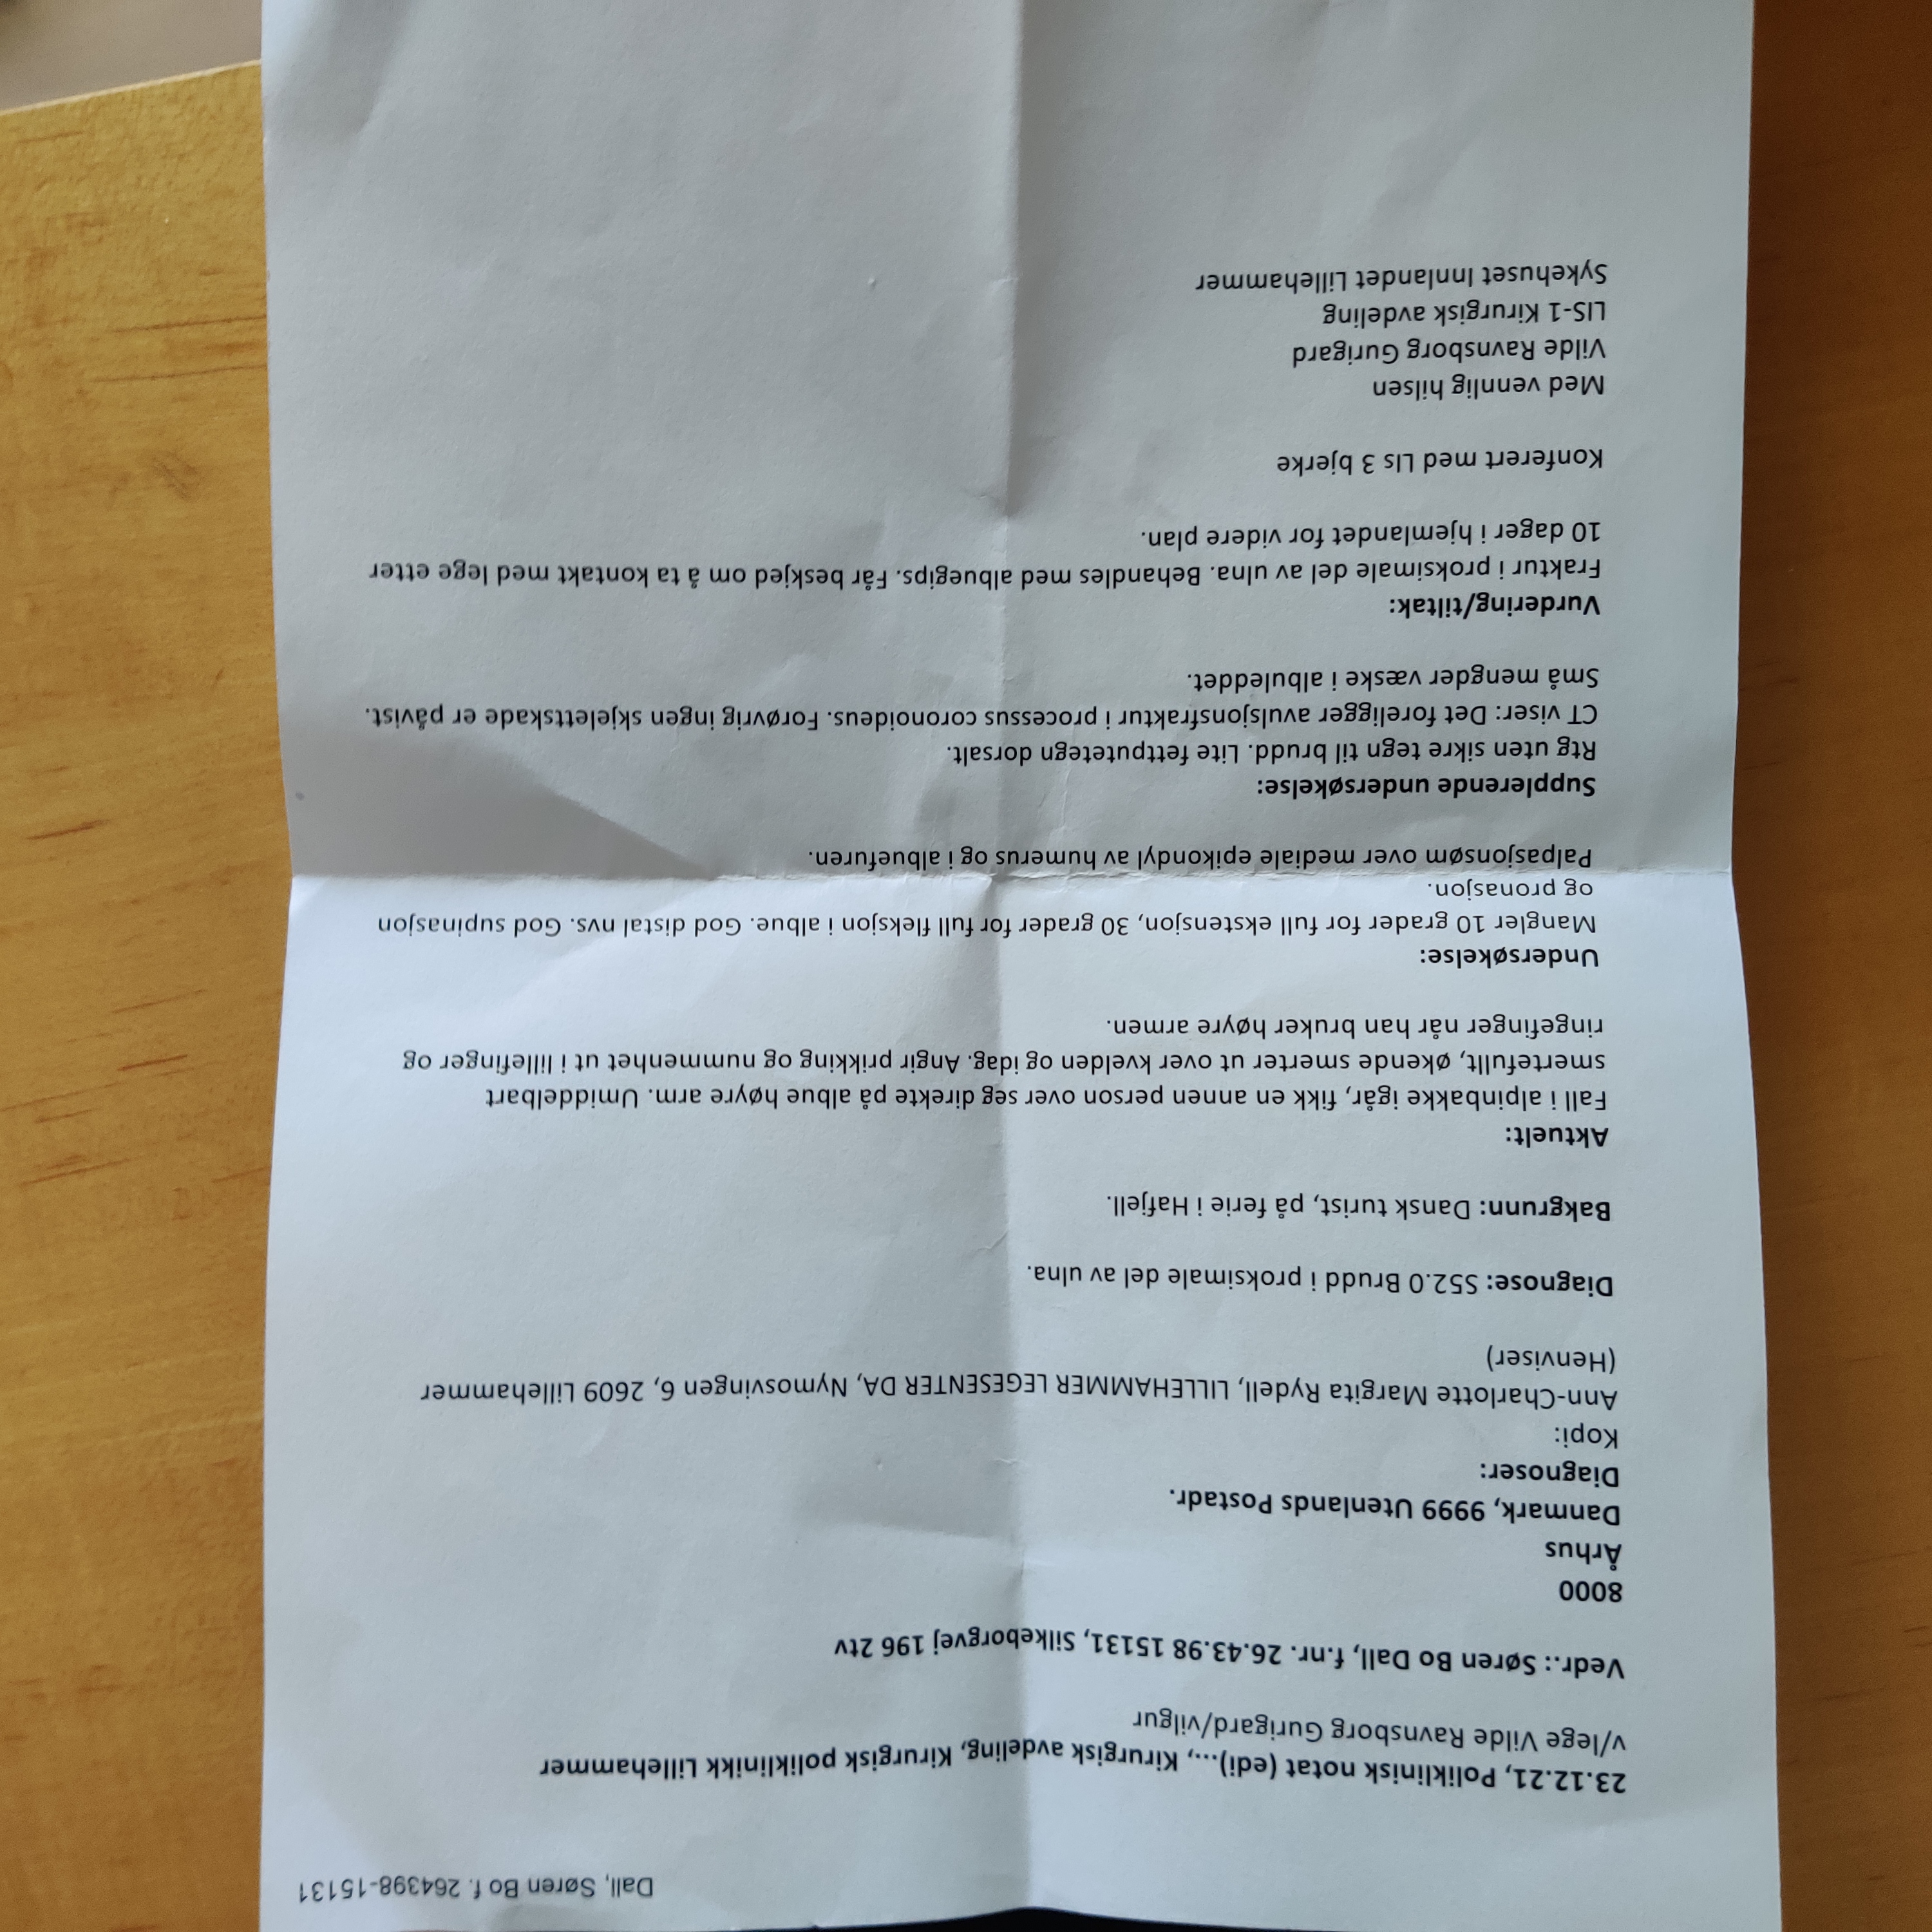 Dall, Søren Bo f. 264398-15131
23.12.21, Poliklinisk notat (edi)..., Kirurgisk avdeling, Kirurgisk poliklinikk Lillehammer
v/lege Vilde Ravnsborg Gurigard/vilgur
Vedr.: Søren Bo Dall, f.nr. 26.43.98 15131, Silkeborgvej 196 2tv
8000
Århus
Danmark, 9999 Utenlands Postadr.
Diagnoser:
Kopi:
Ann-Charlotte Margita Rydell, LILLEHAMMER LEGESENTER DA, Nymosvingen 6, 2609 Lillehammer
(Henviser)
Diagnose: S52.0 Brudd i proksimale del av ulna.
Bakgrunn: Dansk turist, på ferie i Hafjell.
Aktuelt:
Fall i alpinbakke igår, fikk en annen person over seg direkte på albue høyre arm. Umiddelbart
smertefullt, økende smerter ut over kvelden og idag. Angir prikking og nummenhet ut i lillefinger og
ringefinger når han bruker høyre armen.
Undersøkelse:
Mangler 10 grader for full ekstensjon, 30 grader for full fleksjon i albue. God distal nvs. God supinasjon
og pronasjon.
Palpasjonsøm over mediale epikondyl av humerus og i albuefuren.
Supplerende undersøkelse:
Rtg uten sikre tegn til brudd. Lite fettputetegn dorsalt.
CT viser: Det foreligger avulsjonsfraktur i processus coronoideus. Forøvrig ingen skjelettskade er påvist.
Små mengder væske i albuleddet.
Vurdering/tiltak:
Fraktur i proksimale del av ulna. Behandles med albuegips. Får beskjed om å ta kontakt med lege etter
10 dager i hjemlandet for videre plan.
Konferert med LIs 3 bjerke
Med vennlig hilsen
Vilde Ravnsborg Gurigard
LIS-1 Kirurgisk avdeling
Sykehuset Innlandet Lillehammer